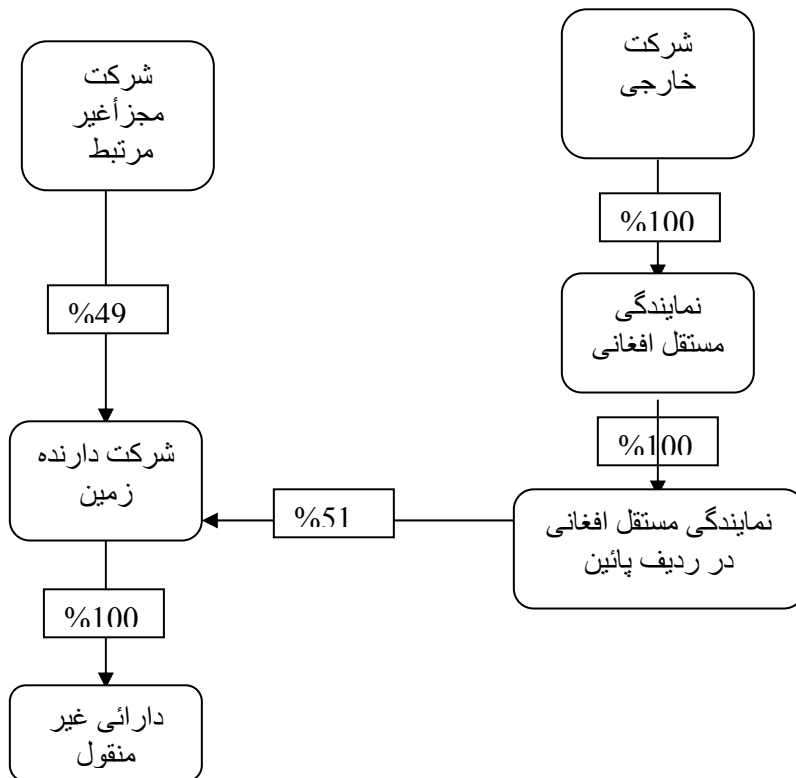 شرکت
خارجی
شرکت
مجزأغیر
مرتبط
%100
نمایندگی
مستقل افغانی
%49
%100
شرکت دارنده
زمین
نمایندگی مستقل افغانی
در ردیف پائین
%51
%100
دارائی غیر
منقول